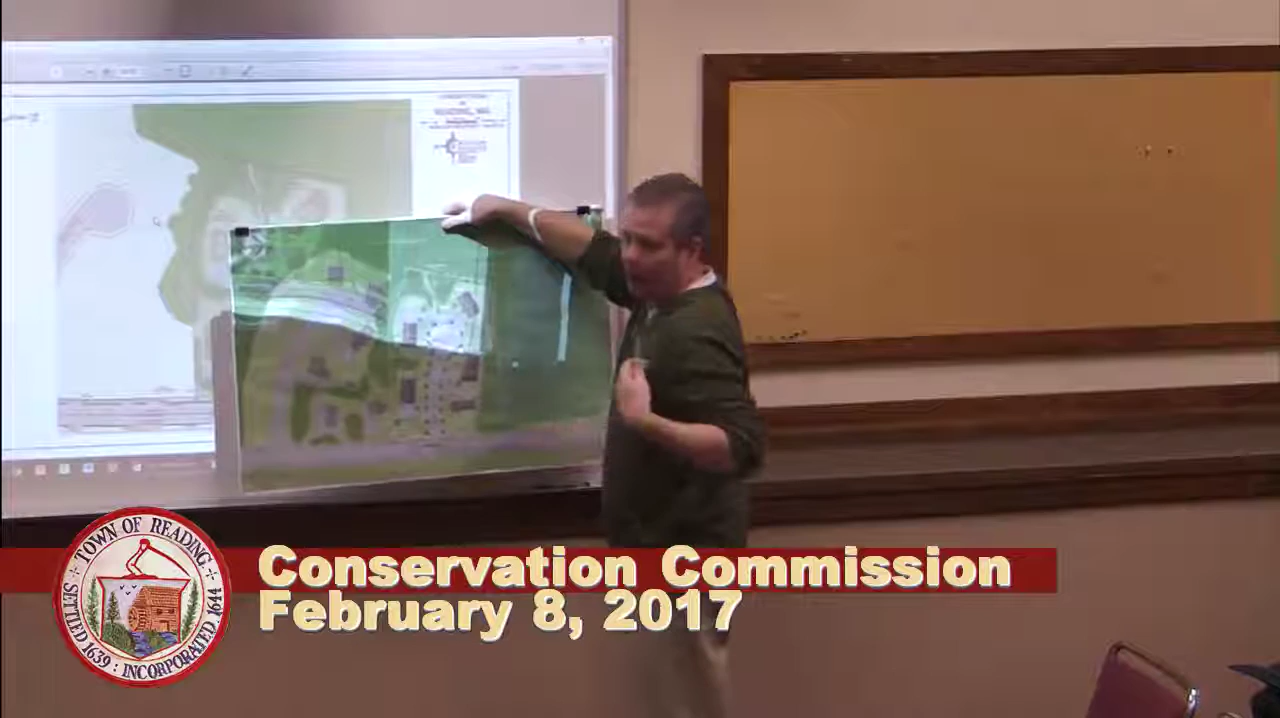 Conservation Commission
February 8, 2017
TOWN OF READING
SETTLED 1639 : INCORPORATED 1644